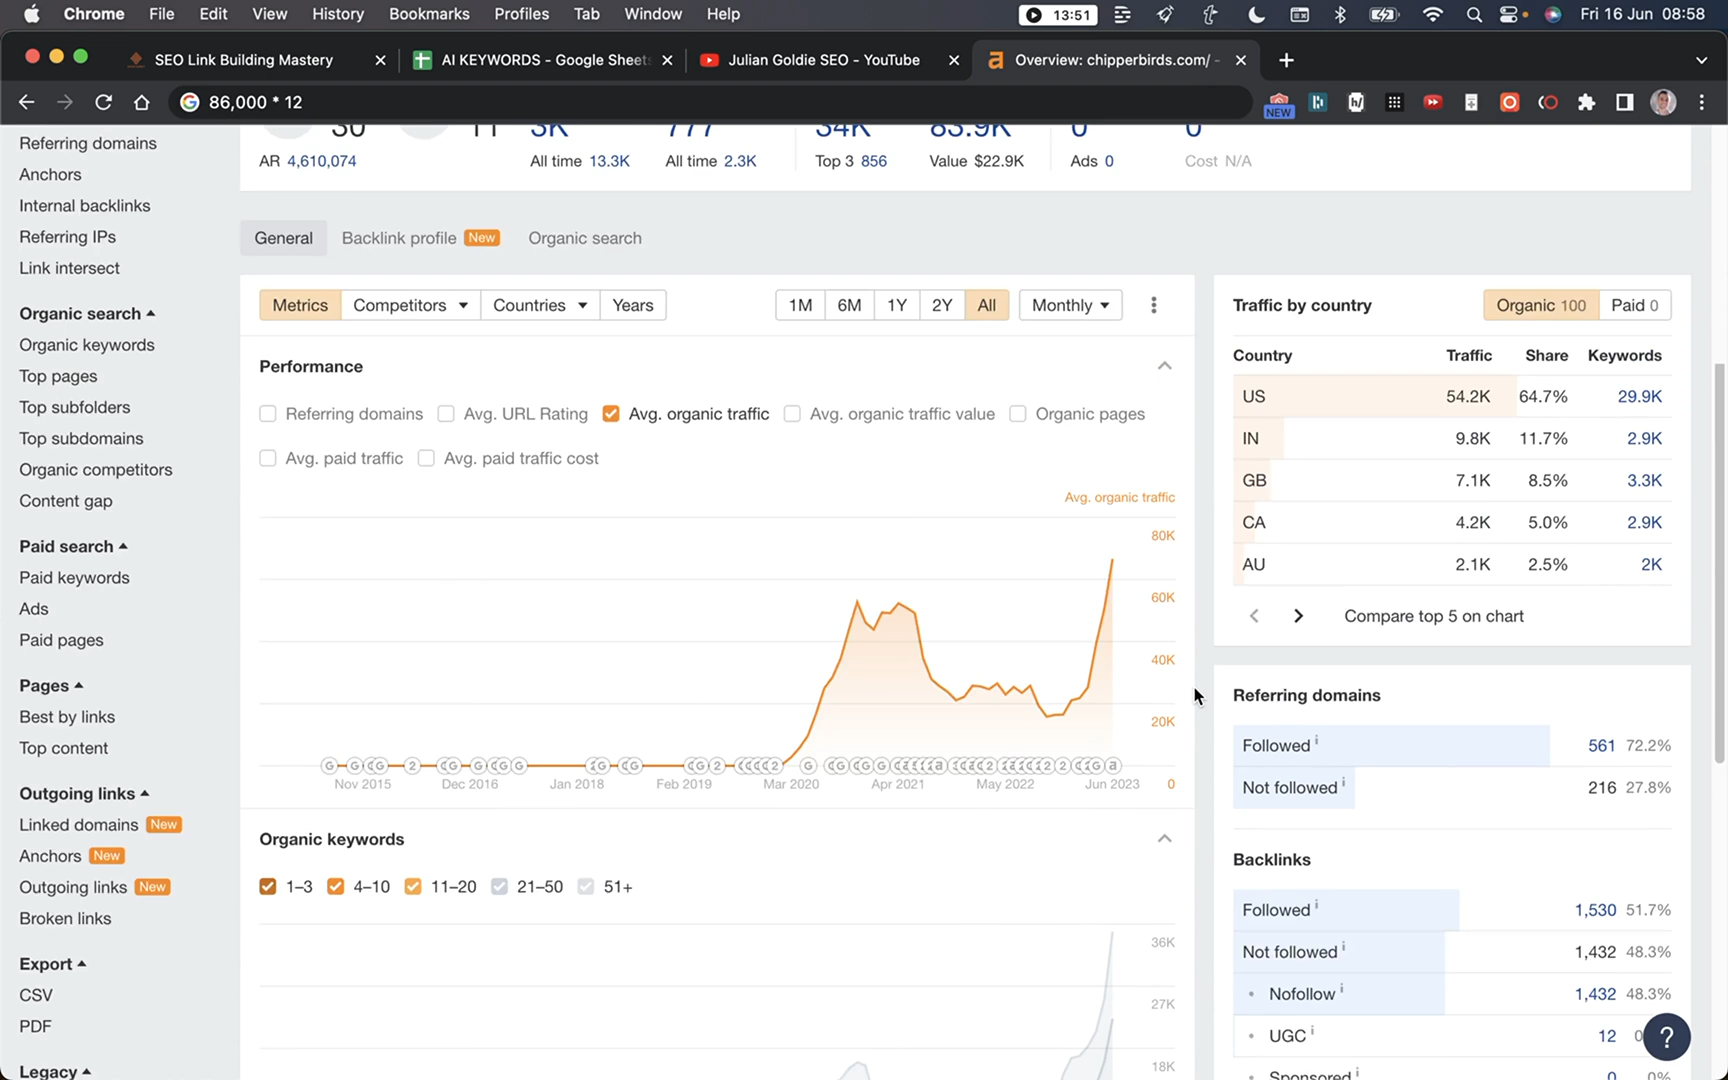 Chrome File Edit View History Bookmarks Profiles Tab Window Help 13:51 Fri 16 Jun 08:58
SEO Link Building Mastery AI KEYWORDS - Google Sheets Julian Goldie SEO - YouTube Overview: chipperbirds.com/ -
86,000 * 12 NEW
30 11 3K 777 34K 83.9K 0 0
AR 4,610,074 All time 13.3K All time 2.3K Top 3 856 Value $22.9K Ads 0 Cost N/A
Referring domains
Anchors
Internal backlinks
Referring IPs
Link intersect
Organic search
Organic keywords
Top pages
Top subfolders
Top subdomains
Organic competitors
Content gap
Paid search
Paid keywords
Ads
Paid pages
Pages
Best by links
Top content
Outgoing links
Linked domains New
Anchors New
Outgoing links New
Broken links
Export
CSV
PDF
Legacy
General Backlink profile New Organic search
Metrics Competitors Countries Years 1M 6M 1Y 2Y All Monthly
Performance
Referring domains Avg. URL Rating Avg. organic traffic Avg. organic traffic value Organic pages
Avg. paid traffic Avg. paid traffic cost
Avg. organic traffic
80K
60K
40K
20K
Nov 2015 Dec 2016 Jan 2018 Feb 2019 Mar 2020 Apr 2021 May 2022 Jun 2023 0
Organic keywords
1–3 4–10 11–20 21–50 51+
36K
27K
18K
Traffic by country Organic 100 Paid 0
Country Traffic Share Keywords
US 54.2K 64.7% 29.9K
IN 9.8K 11.7% 2.9K
GB 7.1K 8.5% 3.3K
CA 4.2K 5.0% 2.9K
AU 2.1K 2.5% 2K
Compare top 5 on chart
Referring domains
Followed 561 72.2%
Not followed 216 27.8%
Backlinks
Followed 1,530 51.7%
Not followed 1,432 48.3%
Nofollow 1,432 48.3%
UGC 12
Sponsored 0 0%
?